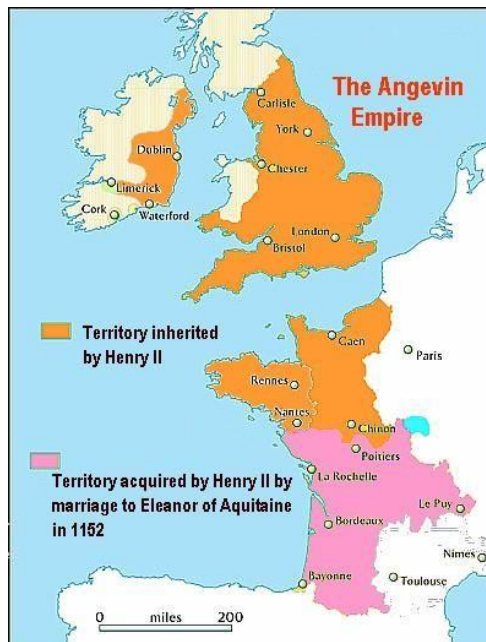 The Angevin
Empire
Carlisle
York
Dublin
Chester
Limerick
Cork
Waterford
London
Bristol
Territory inherited
by Henry II
Caen
Paris
Rennes
Nantes
Chinon
Poitiers
Territory acquired by Henry II by
marriage to Eleanor of Aquitaine
in 1152
La Rochelle
Le Puy
Bordeaux
Nimes
Bayonne
Toulouse
0 miles 200